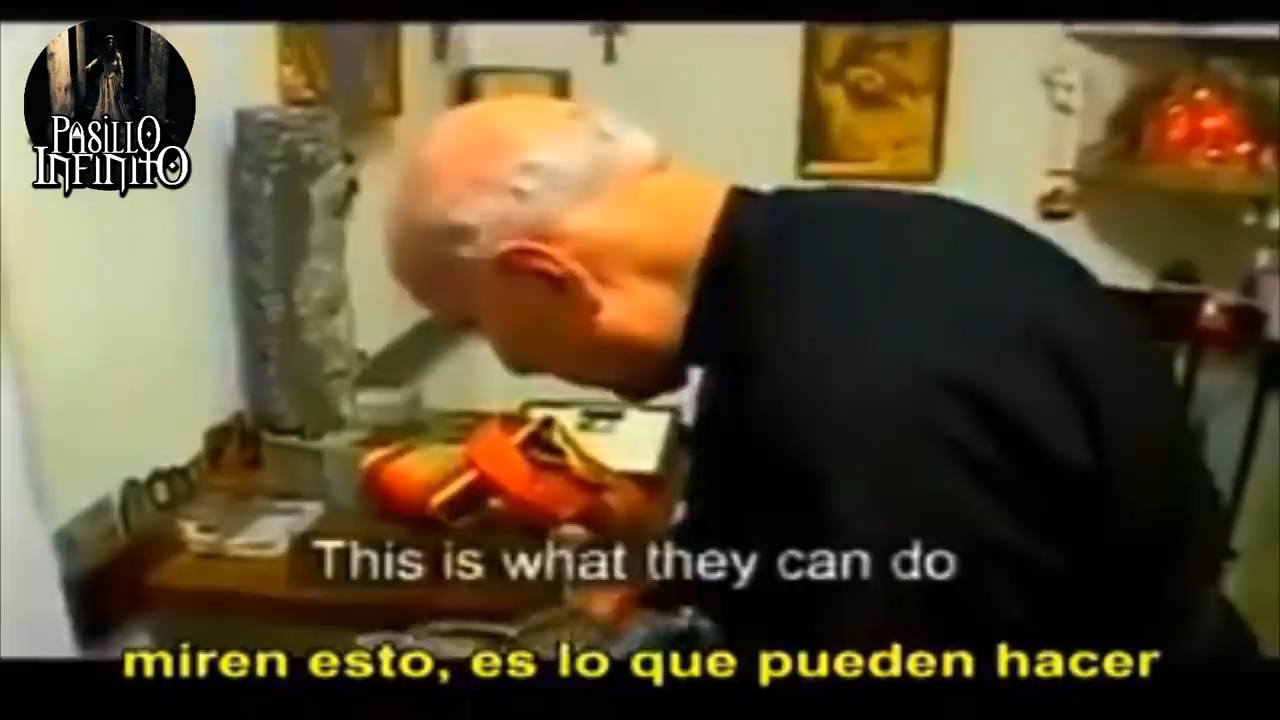 PASILLO
INFINITO
This is what they can do
miren esto, es lo que pueden hacer